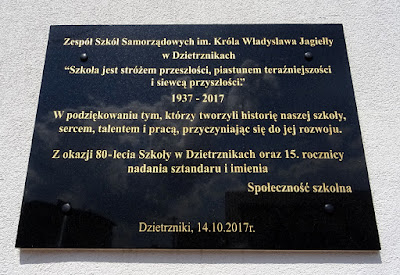 Zespół Szkół Samorządowych im. Króla Władysława Jagiełły
w Dzietrznikach
“Szkoła jest stróżem przeszłości, piastunem teraźniejszości
i siewcą przyszłości.”
1937 - 2017
W podziękowaniu tym, którzy tworzyli historię naszej szkoły,
sercem, talentem i pracą, przyczyniając się do jej rozwoju.
Z okazji 80-lecia Szkoły w Dzietrznikach oraz 15. rocznicy
nadania sztandaru i imienia
Społeczność szkolna
Dzietrzniki, 14.10.2017r.